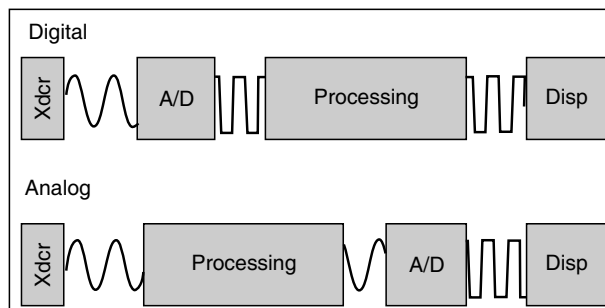 Digital
Xdcr
A/D
Processing
Disp
Analog
Xdcr
Processing
A/D
Disp